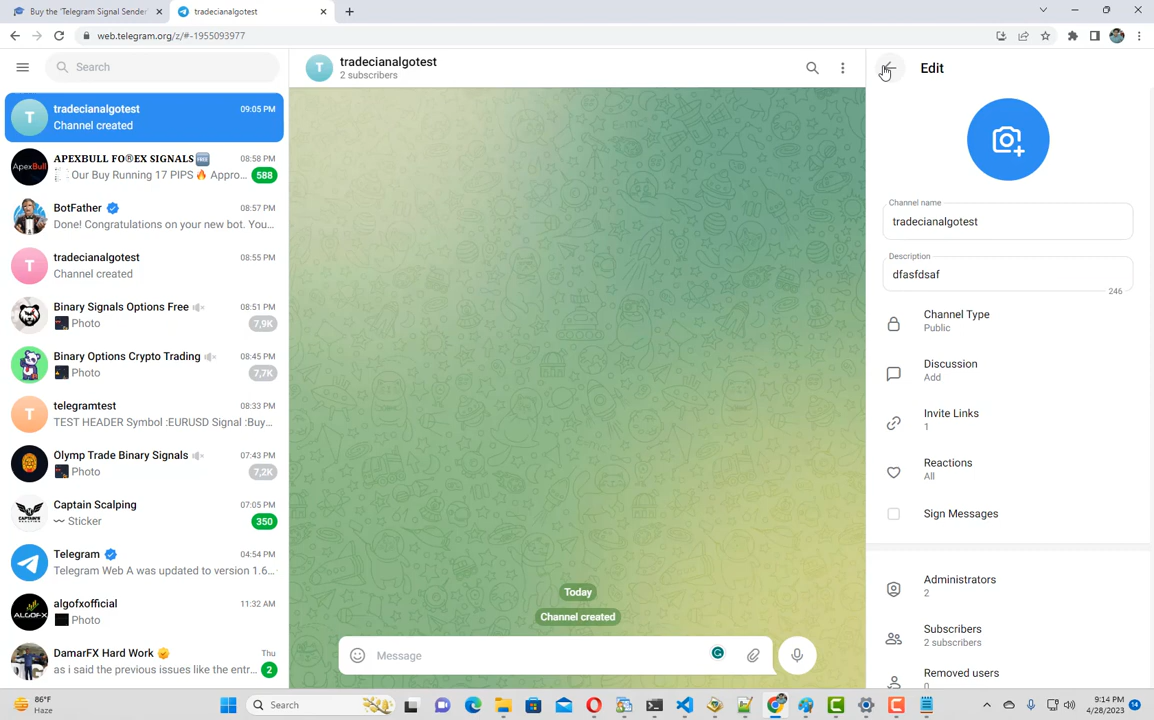 Buy the 'Telegram Signal Sender'
tradecianalgotest
web.telegram.org/z/#-1955093977
Search
T
tradecianalgotest
2 subscribers
Edit
T
tradecianalgotest
09:05 PM
Channel created
ApexBull
APEXBULL FO®EX SIGNALS FREE
08:58 PM
Our Buy Running 17 PIPS 🔥 Appro...
588
BotFather
08:57 PM
Done! Congratulations on your new bot. You...
T
tradecianalgotest
08:55 PM
Channel created
Binary Signals Options Free
08:51 PM
Photo
7,9K
Binary Options Crypto Trading
08:45 PM
Photo
7,7K
T
telegramtest
08:33 PM
TEST HEADER Symbol :EURUSD Signal :Buy...
Olymp Trade Binary Signals
07:43 PM
Photo
7,2K
Captain Scalping
07:05 PM
Sticker
350
Telegram
04:54 PM
Telegram Web A was updated to version 1.6...
ALGOFX
algofxofficial
11:32 AM
Photo
DamarFX Hard Work
Thu
as i said the previous issues like the entr...
2
Today
Channel created
Message
Channel name
tradecianalgotest
Description
dfasfdsaf
246
Channel Type
Public
Discussion
Add
Invite Links
1
Reactions
All
Sign Messages
Administrators
2
Subscribers
2 subscribers
Removed users
0
86°F
Haze
Search
9:14 PM
4/28/2023
14